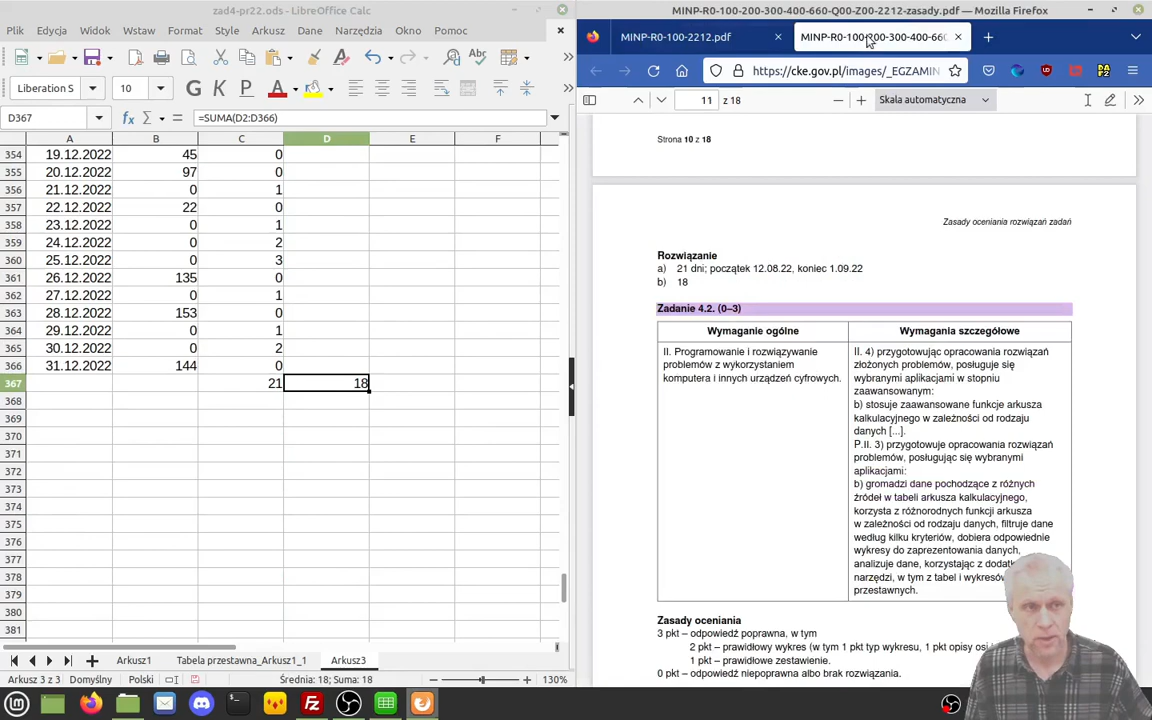 zad4-pr22.ods - LibreOffice Calc
Plik Edycja Widok Wstaw Format Style Arkusz Dane Narzędzia Okno Pomoc
Liberation S 10 G K A
D367 fx Σ = =SUMA(D2:D366)
A B C D E F
354 19.12.2022 45 0
355 20.12.2022 97 0
356 21.12.2022 0 1
357 22.12.2022 22 0
358 23.12.2022 0 1
359 24.12.2022 0 2
360 25.12.2022 0 3
361 26.12.2022 135 0
362 27.12.2022 0 1
363 28.12.2022 153 0
364 29.12.2022 0 1
365 30.12.2022 0 2
366 31.12.2022 144 0
367 21 18
368
369
370
371
372
373
374
375
376
377
378
379
380
381
Arkusz1 Tabela przestawna_Arkusz1_1 Arkusz3
Arkusz 3 z 3 Domyślny Polski Średnia: 18; Suma: 18 130%
MINP-R0-100-200-300-400-660-Q00-Z00-2212-zasady.pdf — Mozilla Firefox
MINP-R0-100-2212.pdf MINP-R0-100-200-300-400-660
https://cke.gov.pl/images/_EGZAMIN
11 z 18 Skala automatyczna
Strona 10 z 18
Zasady oceniania rozwiązań zadań
Rozwiązanie
a) 21 dni; początek 12.08.22, koniec 1.09.22
b) 18
Zadanie 4.2. (0–3)
Wymaganie ogólne Wymagania szczegółowe
II. Programowanie i rozwiązywanie
problemów z wykorzystaniem
komputera i innych urządzeń cyfrowych.
II. 4) przygotowując opracowania rozwiązań
złożonych problemów, posługuje się
wybranymi aplikacjami w stopniu
zaawansowanym:
b) stosuje zaawansowane funkcje arkusza
kalkulacyjnego w zależności od rodzaju
danych [...].
P.II. 3) przygotowuje opracowania rozwiązań
problemów, posługując się wybranymi
aplikacjami:
b) gromadzi dane pochodzące z różnych
źródeł w tabeli arkusza kalkulacyjnego,
korzysta z różnorodnych funkcji arkusza
w zależności od rodzaju danych, filtruje dane
według kilku kryteriów, dobiera odpowiednie
wykresy do zaprezentowania danych,
analizuje dane, korzystając z
narzędzi, w tym z tabel i wykresów
przestawnych.
Zasady oceniania
3 pkt – odpowiedź poprawna, w tym
2 pkt – prawidłowy wykres (w tym 1 pkt typ wykresu, 1 pkt opisy osi
1 pkt – prawidłowe zestawienie.
0 pkt – odpowiedź niepoprawna albo brak rozwiązania.